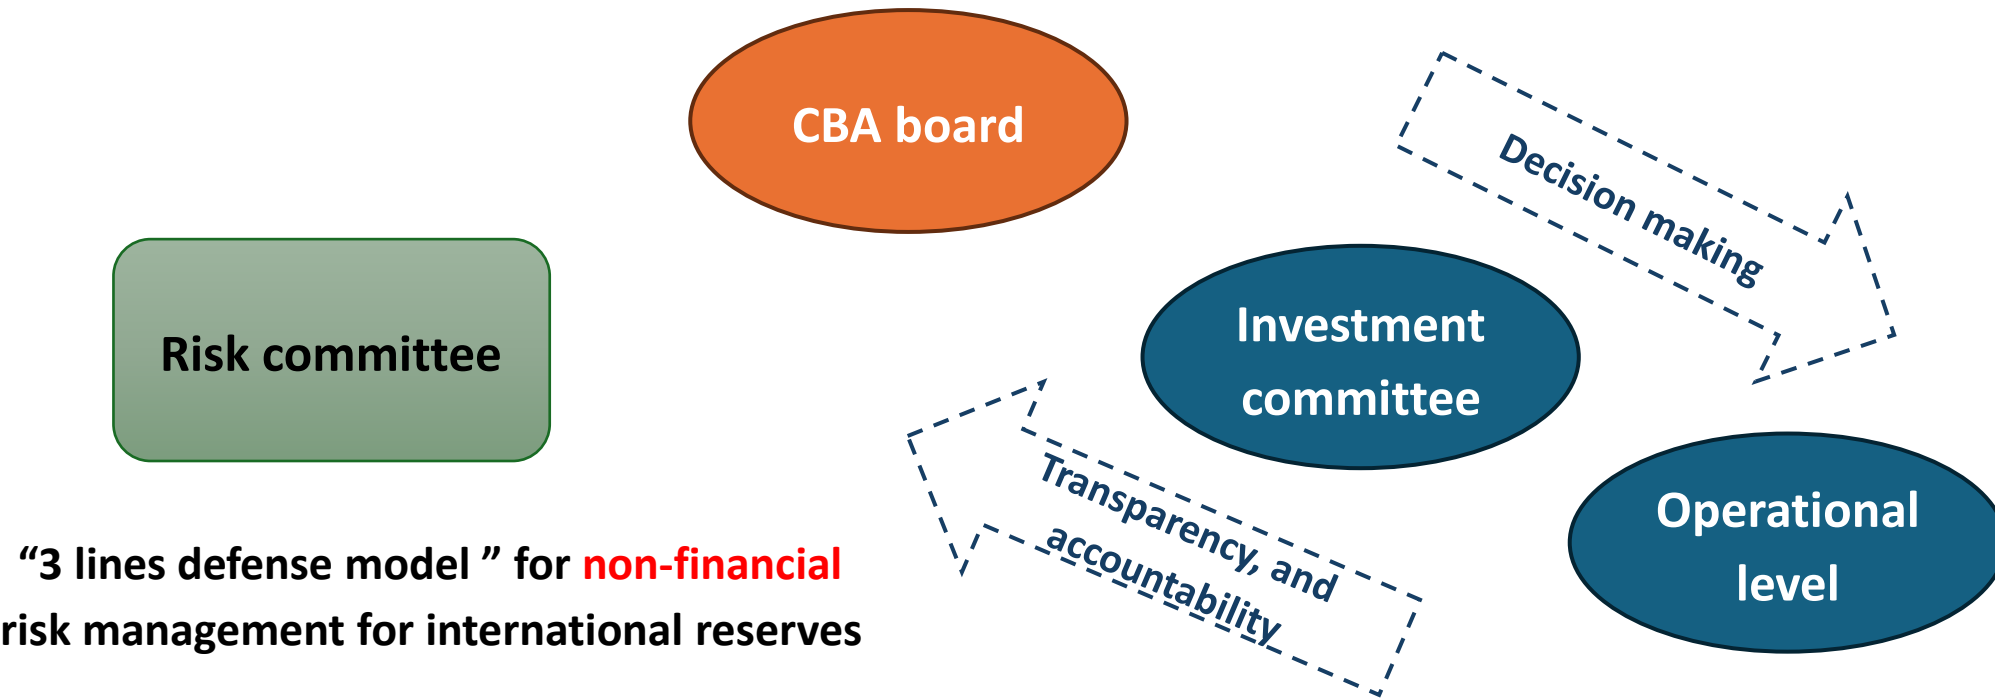 CBA board
Decision making
Risk committee
Investment
committee
Transparency, and
accountability
Operational
level
“3 lines defense model ” for non-financial
risk management for international reserves